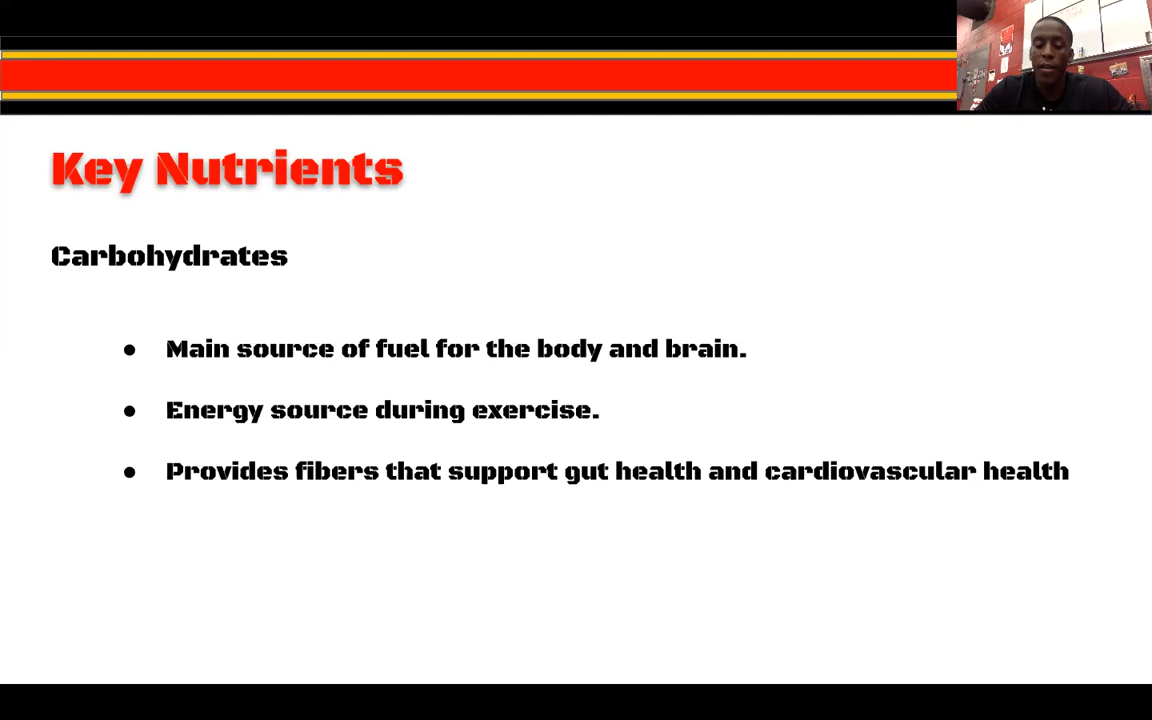 Key Nutrients
Carbohydrates
● Main source of fuel for the body and brain.
● Energy source during exercise.
● Provides fibers that support gut health and cardiovascular health